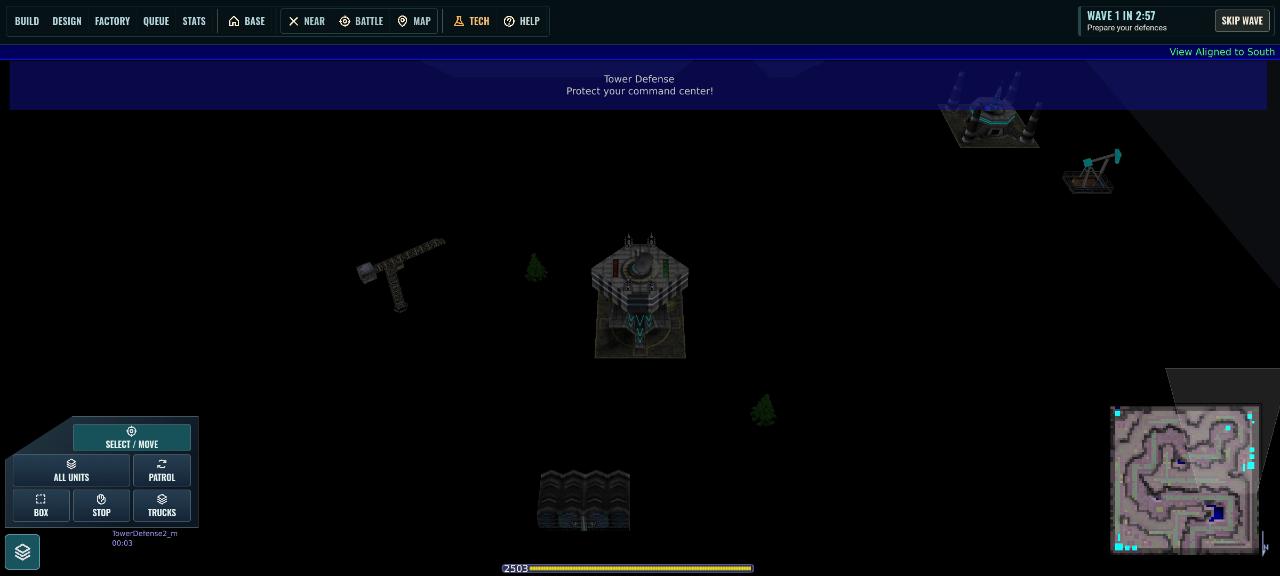 BUILD DESIGN FACTORY QUEUE STATS BASE NEAR BATTLE MAP TECH HELP
WAVE 1 IN 2:57
Prepare your defences
SKIP WAVE
View Aligned to South
Tower Defense
Protect your command center!
SELECT / MOVE
ALL UNITS PATROL
BOX STOP TRUCKS
TowerDefense2_m
00:03
2503
N